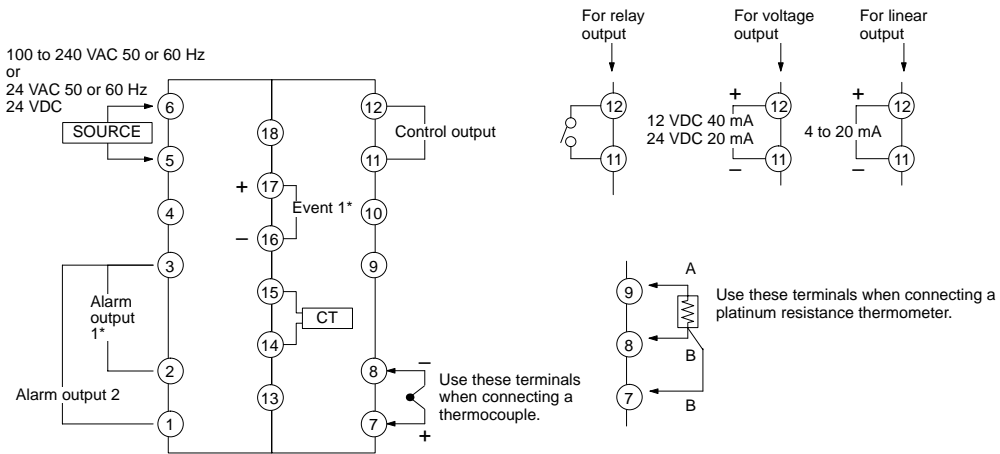 100 to 240 VAC 50 or 60 Hz
or
24 VAC 50 or 60 Hz
24 VDC
SOURCE
6
5
4
3
2
1
Alarm
output
1*
Alarm output 2
18
17
16
15
14
13
+
−
Event 1*
CT
12
11
10
9
8
7
Control output
−
+
Use these terminals
when connecting a
thermocouple.
For relay
output
12
11
For voltage
output
+
12
12 VDC 40 mA
24 VDC 20 mA
−
11
For linear
output
+
12
4 to 20 mA
−
11
9
8
7
A
B
B
Use these terminals when connecting a
platinum resistance thermometer.